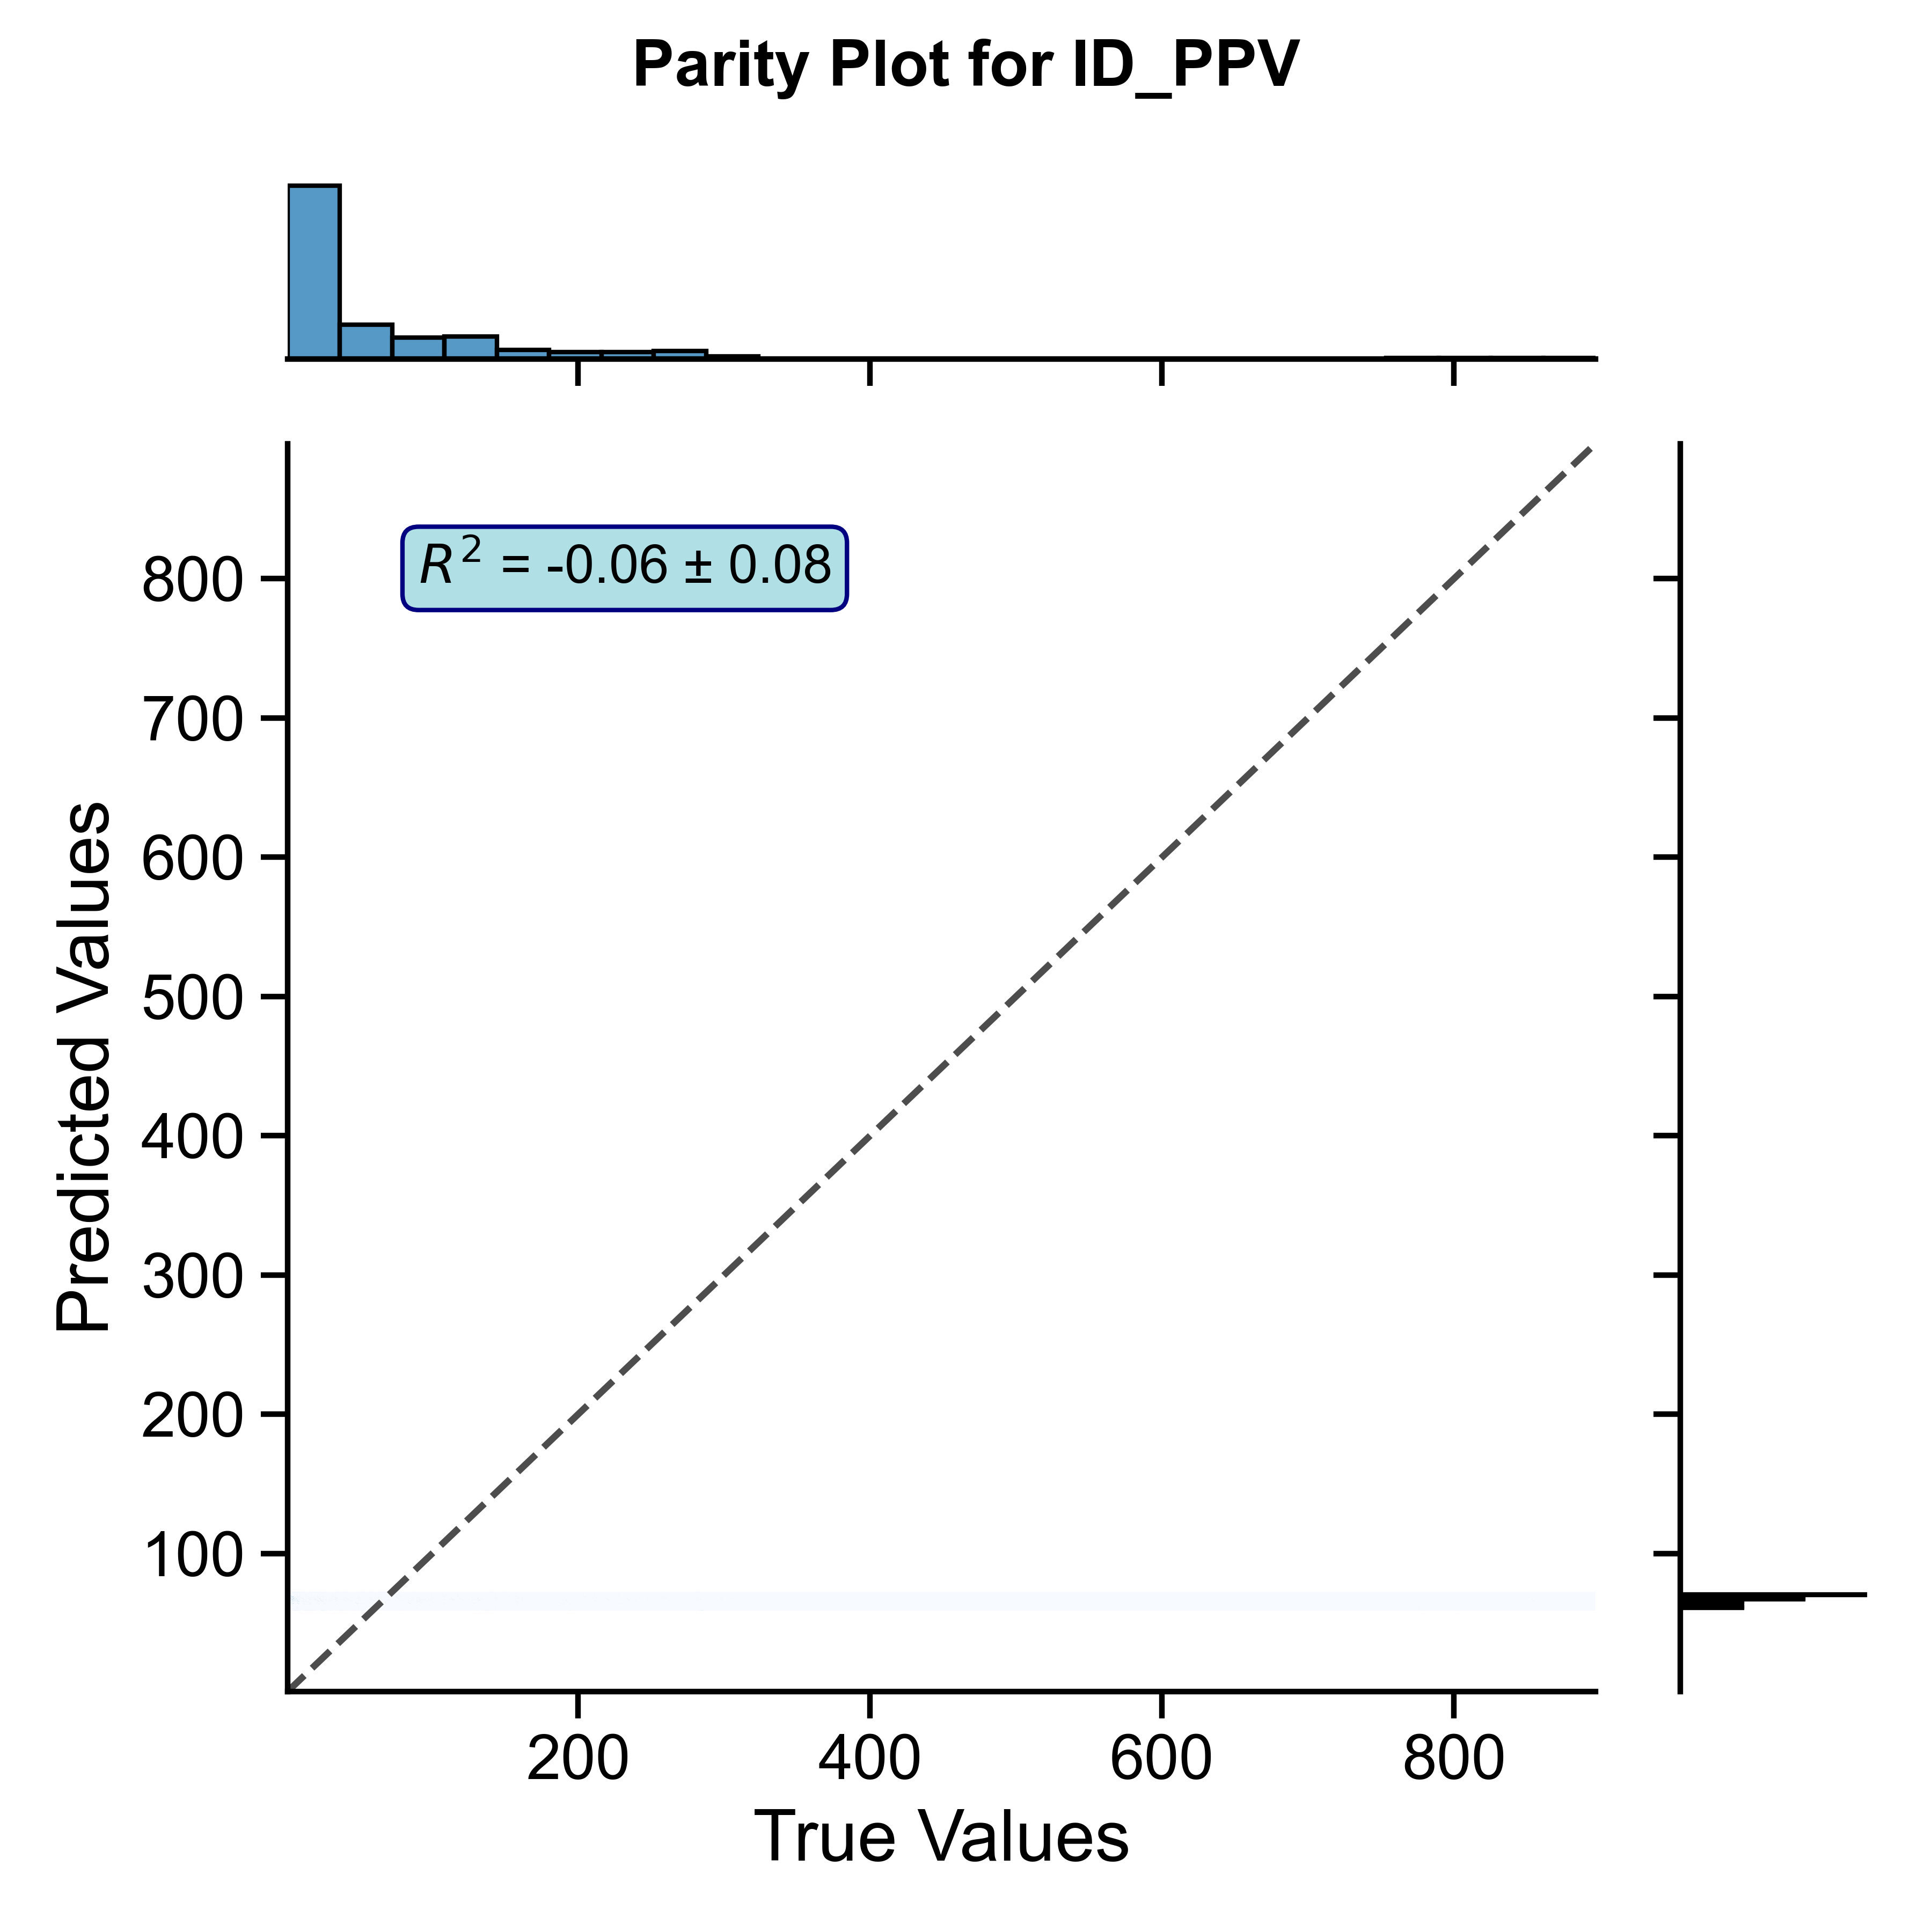 Parity Plot for ID_PPV
R² = -0.06 ± 0.08
800
700
600
500
400
300
200
100
Predicted Values
200 400 600 800
True Values